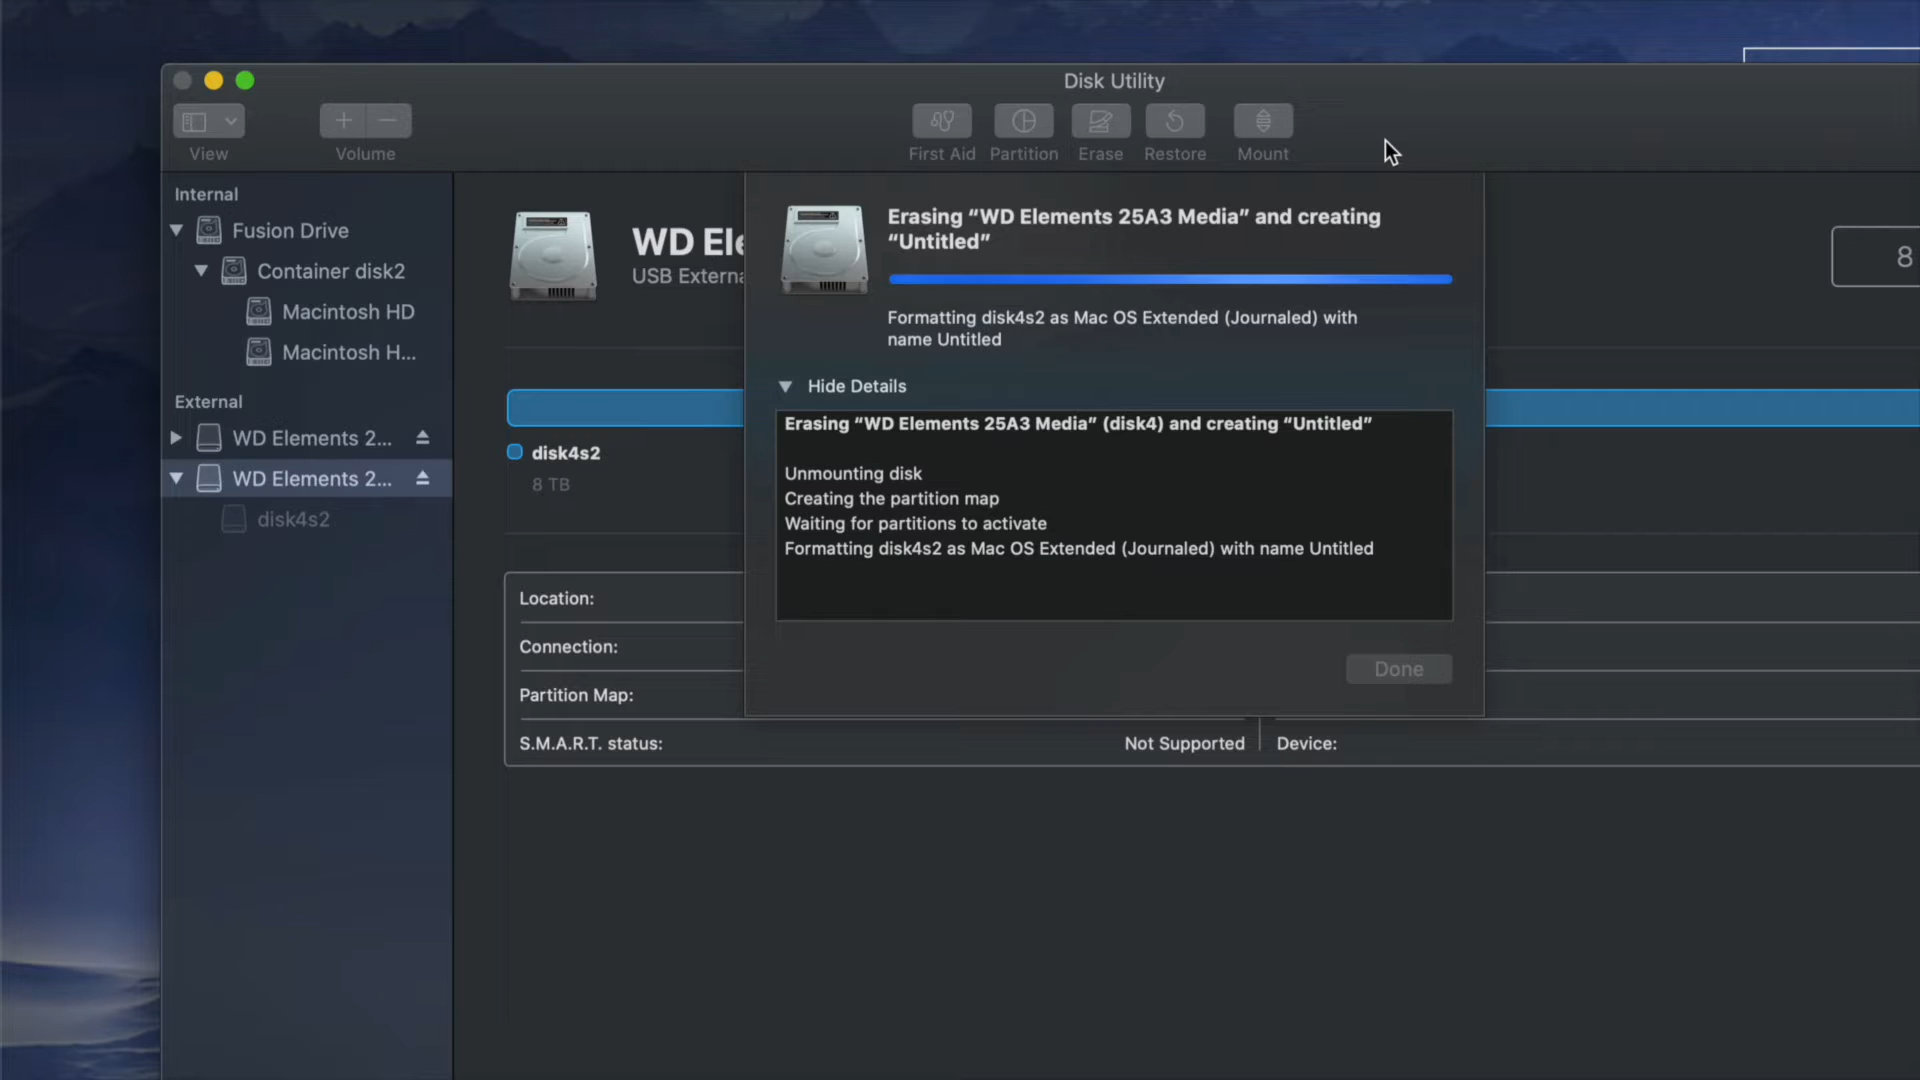 Disk Utility
View
Volume
First Aid
Partition
Erase
Restore
Mount
Internal
Fusion Drive
Container disk2
Macintosh HD
Macintosh H...
External
WD Elements 2...
WD Elements 2...
disk4s2
WD Ele
USB Externa
8
disk4s2
8 TB
Location:
Connection:
Partition Map:
S.M.A.R.T. status:
Not Supported
Device:
Erasing “WD Elements 25A3 Media” and creating
“Untitled”
Formatting disk4s2 as Mac OS Extended (Journaled) with
name Untitled
Hide Details
Erasing “WD Elements 25A3 Media” (disk4) and creating “Untitled”
Unmounting disk
Creating the partition map
Waiting for partitions to activate
Formatting disk4s2 as Mac OS Extended (Journaled) with name Untitled
Done